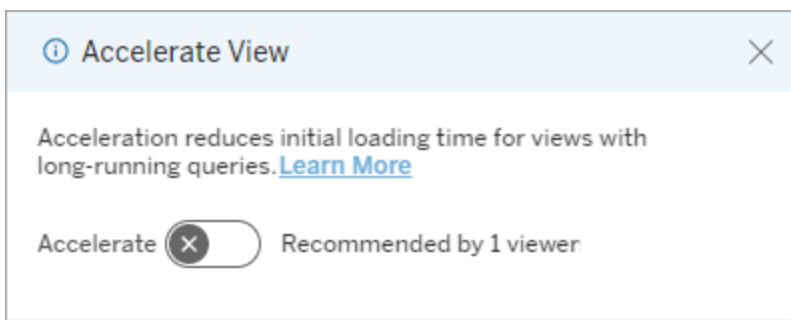 Accelerate View
Acceleration reduces initial loading time for views with
long-running queries. Learn More
Accelerate Recommended by 1 viewer